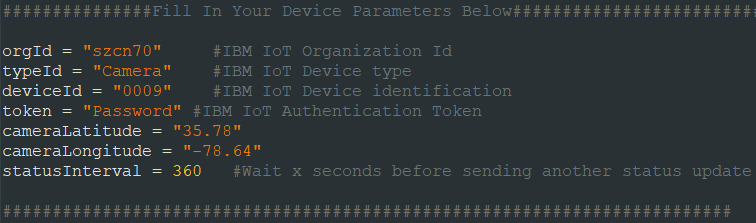 ###############Fill In Your Device Parameters Below########################
orgId = "szcn70" #IBM IoT Organization Id
typeId = "Camera" #IBM IoT Device type
deviceId = "0009" #IBM IoT Device identification
token = "Password" #IBM IoT Authentication Token
cameraLatitude = "35.78"
cameraLongitude = "-78.64"
statusInterval = 360 #Wait x seconds before sending another status update
#########################################################################